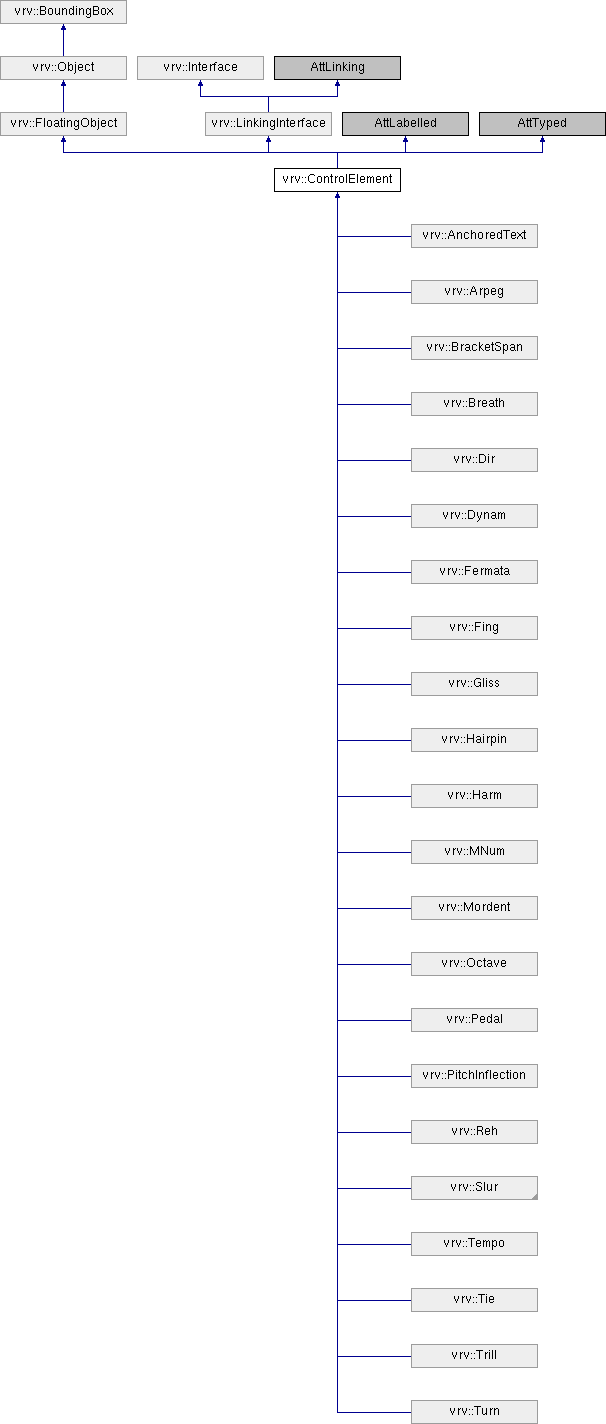 vrv::BoundingBox
vrv::Object
vrv::Interface
AttLinking
vrv::FloatingObject
vrv::LinkingInterface
AttLabelled
AttTyped
vrv::ControlElement
vrv::AnchoredText
vrv::Arpeg
vrv::BracketSpan
vrv::Breath
vrv::Dir
vrv::Dynam
vrv::Fermata
vrv::Fing
vrv::Gliss
vrv::Hairpin
vrv::Harm
vrv::MNum
vrv::Mordent
vrv::Octave
vrv::Pedal
vrv::PitchInflection
vrv::Reh
vrv::Slur
vrv::Tempo
vrv::Tie
vrv::Trill
vrv::Turn